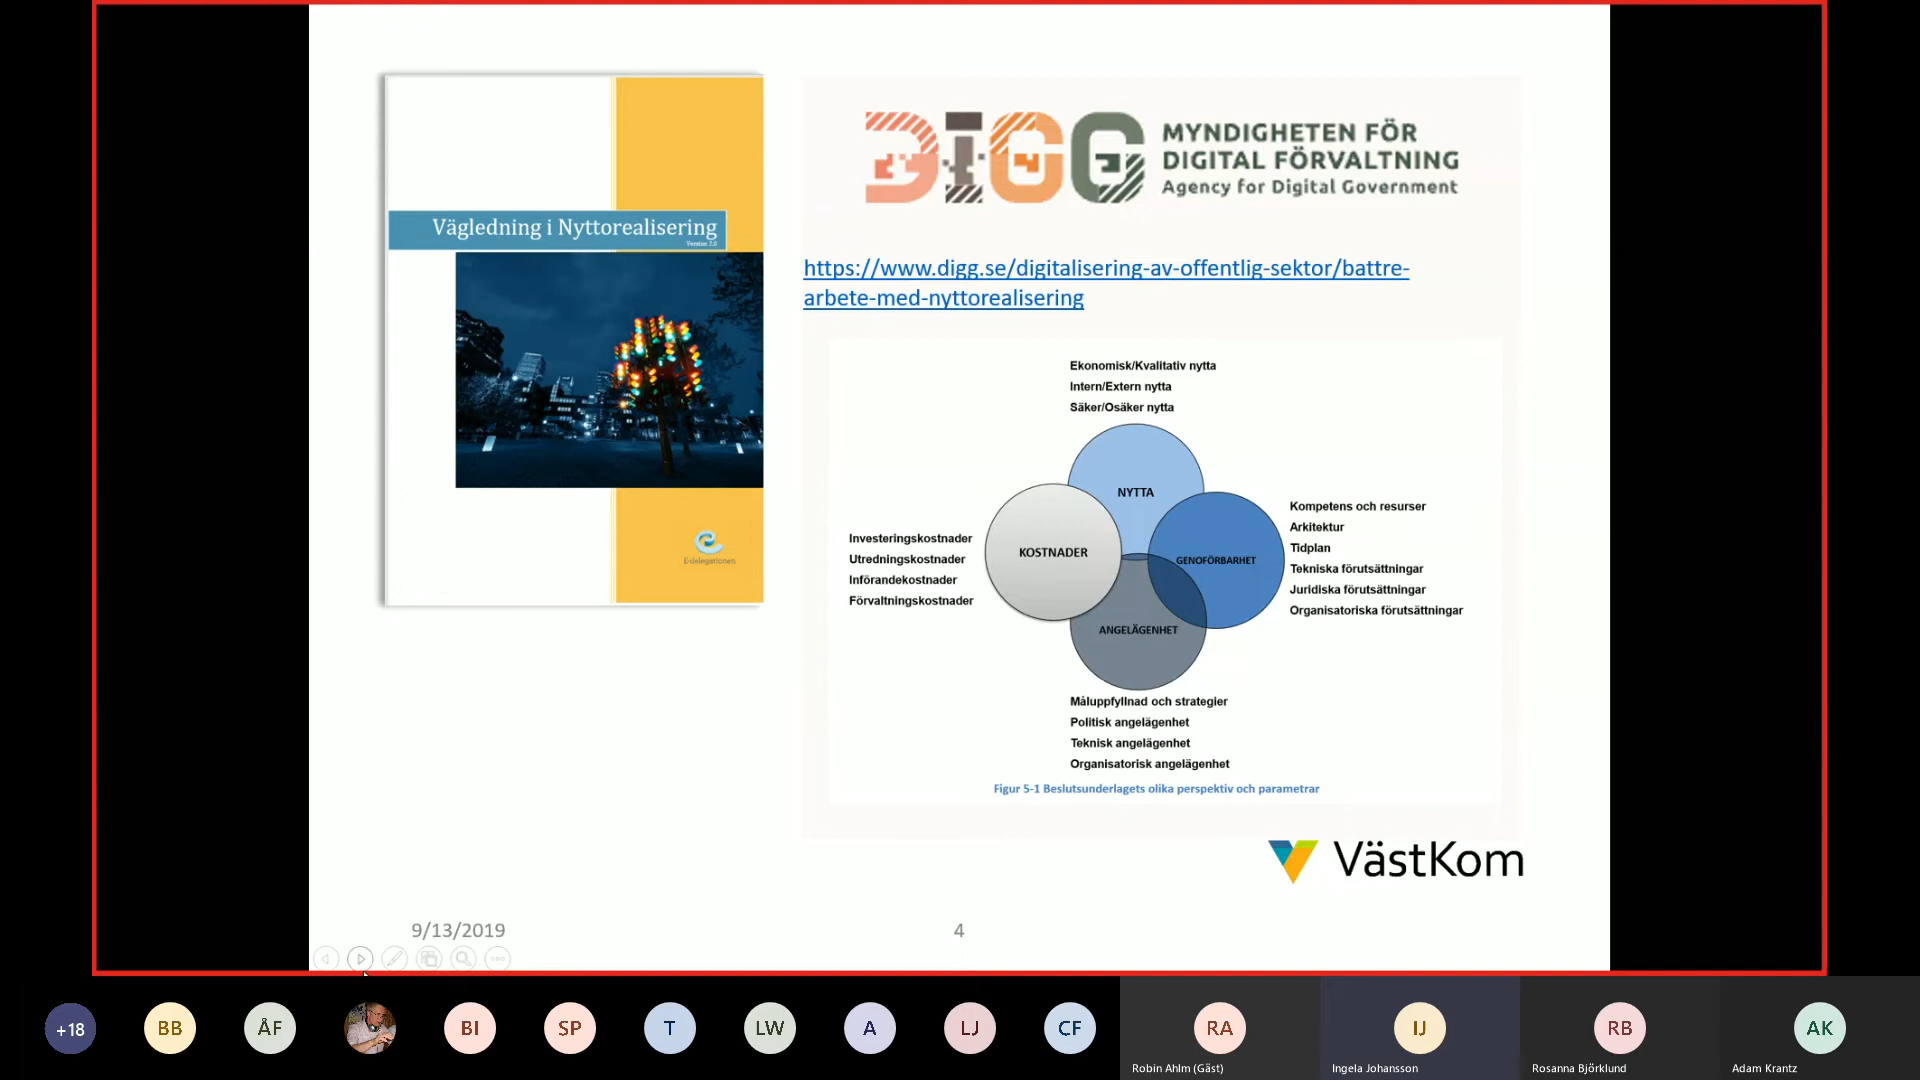 Vägledning i Nyttorealisering
Version 2.0
E-delegationen
DIGG
MYNDIGHETEN FÖR
DIGITAL FÖRVALTNING
Agency for Digital Government
https://www.digg.se/digitalisering-av-offentlig-sektor/battre-
arbete-med-nyttorealisering
Ekonomisk/Kvalitativ nytta
Intern/Extern nytta
Säker/Osäker nytta
NYTTA
Investeringskostnader
Utredningskostnader
Införandekostnader
Förvaltningskostnader
KOSTNADER
GENOFÖRBARHET
Kompetens och resurser
Arkitektur
Tidplan
Tekniska förutsättningar
Juridiska förutsättningar
Organisatoriska förutsättningar
ANGELÄGENHET
Måluppfyllnad och strategier
Politisk angelägenhet
Teknisk angelägenhet
Organisatorisk angelägenhet
Figur 5-1 Beslutsunderlagets olika perspektiv och parametrar
VästKom
9/13/2019
4
+18
BB
ÅF
BI
SP
T
LW
A
LJ
CF
RA
Robin Ahlm (Gäst)
IJ
Ingela Johansson
RB
Rosanna Björklund
AK
Adam Krantz